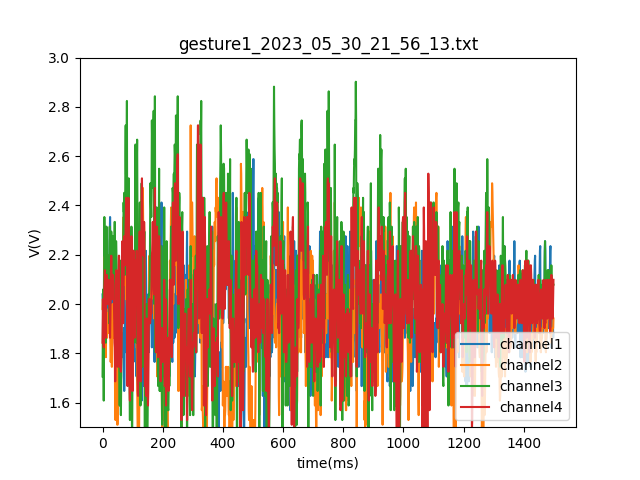 gesture1_2023_05_30_21_56_13.txt
3.0
2.8
2.6
2.4
2.2
2.0
1.8
1.6
V(V)
channel1
channel2
channel3
channel4
0 200 400 600 800 1000 1200 1400
time(ms)